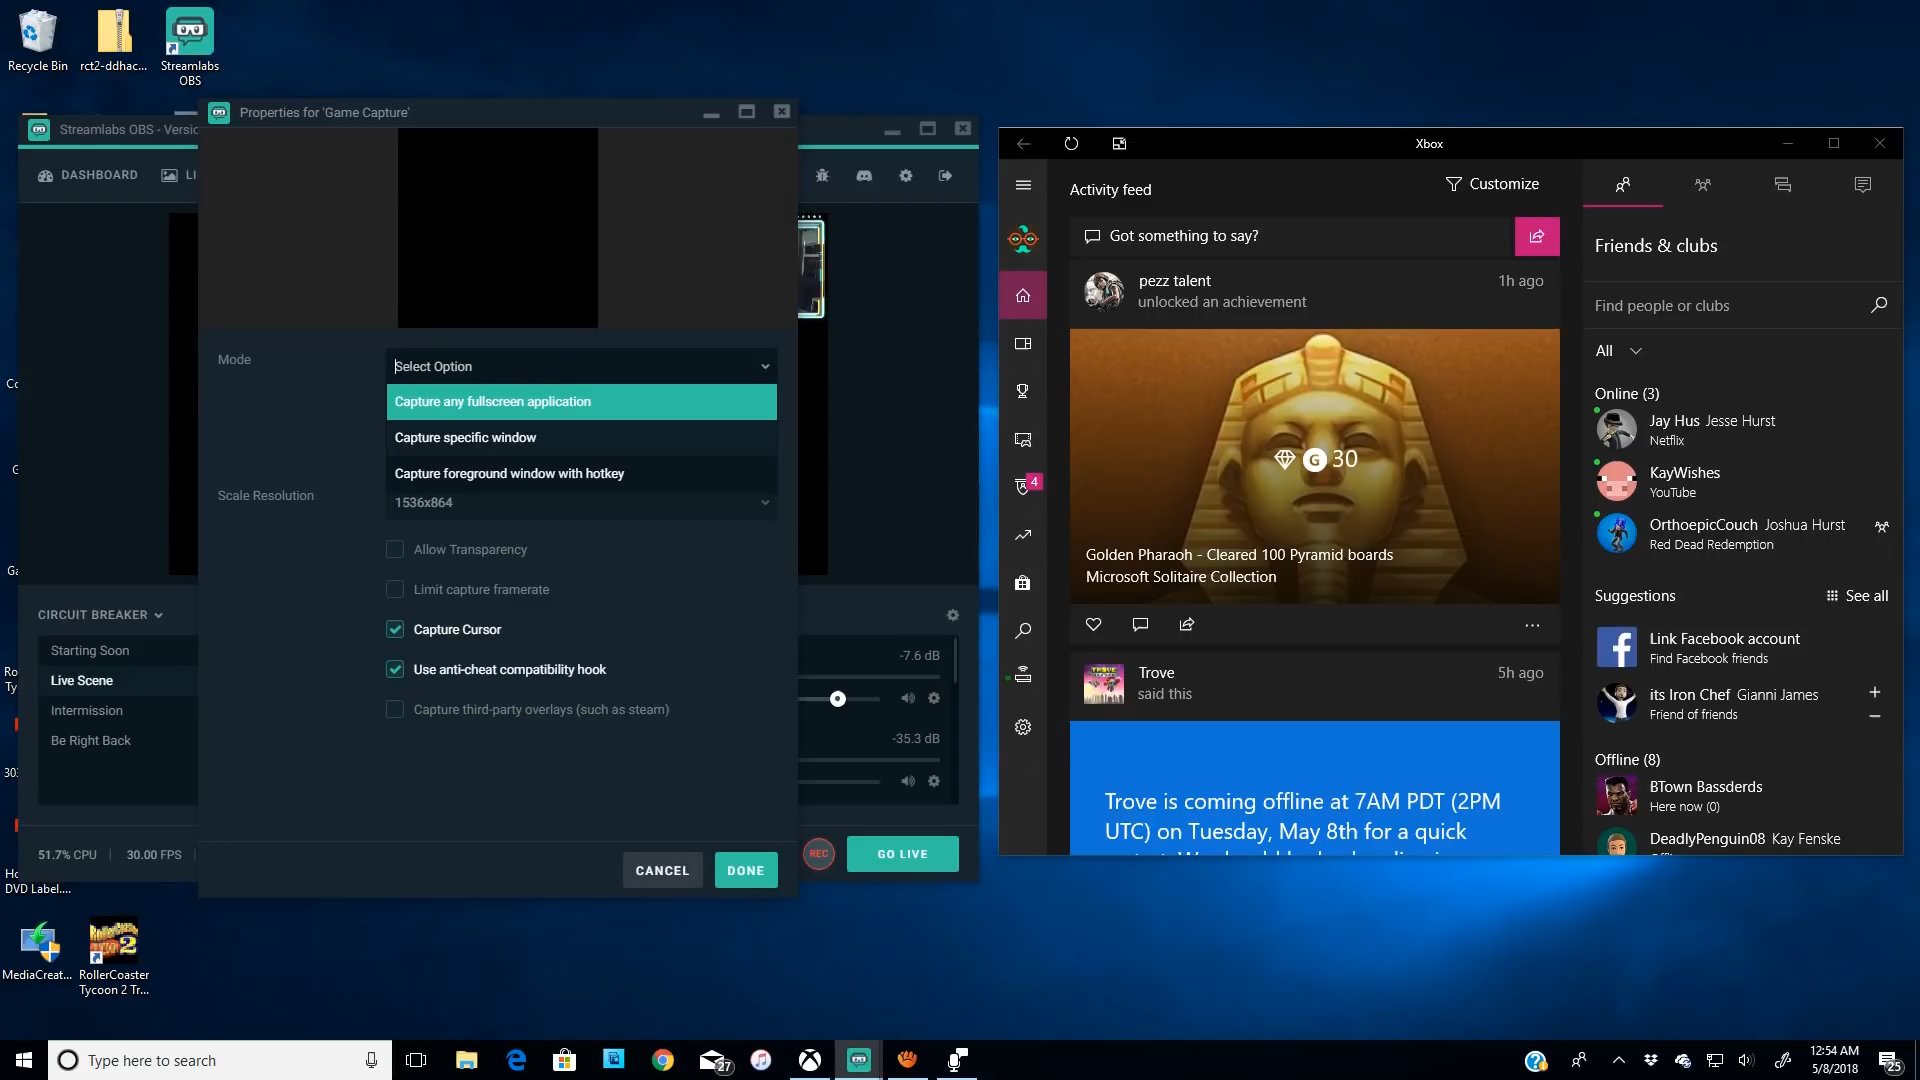 Recycle Bin
rct2-ddhac...
Streamlabs
OBS
Streamlabs OBS - Versio
DASHBOARD
LI
Properties for 'Game Capture'
Mode
Select Option
Capture any fullscreen application
Capture specific window
Capture foreground window with hotkey
Scale Resolution
1536x864
Allow Transparency
Limit capture framerate
Capture Cursor
Use anti-cheat compatibility hook
Capture third-party overlays (such as steam)
CANCEL
DONE
CIRCUIT BREAKER
Starting Soon
Live Scene
Intermission
Be Right Back
-7.6 dB
-35.3 dB
51.7% CPU
30.00 FPS
REC
GO LIVE
DVD Label....
MediaCreat...
RollerCoaster
Tycoon 2 Tr...
Xbox
Activity feed
Customize
Got something to say?
pezz talent
1h ago
unlocked an achievement
G 30
Golden Pharaoh - Cleared 100 Pyramid boards
Microsoft Solitaire Collection
4
TROVE
Trove
5h ago
said this
Trove is coming offline at 7AM PDT (2PM
UTC) on Tuesday, May 8th for a quick
Friends & clubs
Find people or clubs
All
Online (3)
Jay Hus Jesse Hurst
Netflix
KayWishes
YouTube
OrthoepicCouch Joshua Hurst
Red Dead Redemption
Suggestions
See all
Link Facebook account
Find Facebook friends
its Iron Chef Gianni James
Friend of friends
Offline (8)
BTown Bassderds
Here now (0)
DeadlyPenguin08 Kay Fenske
Type here to search
27
12:54 AM
5/8/2018
25